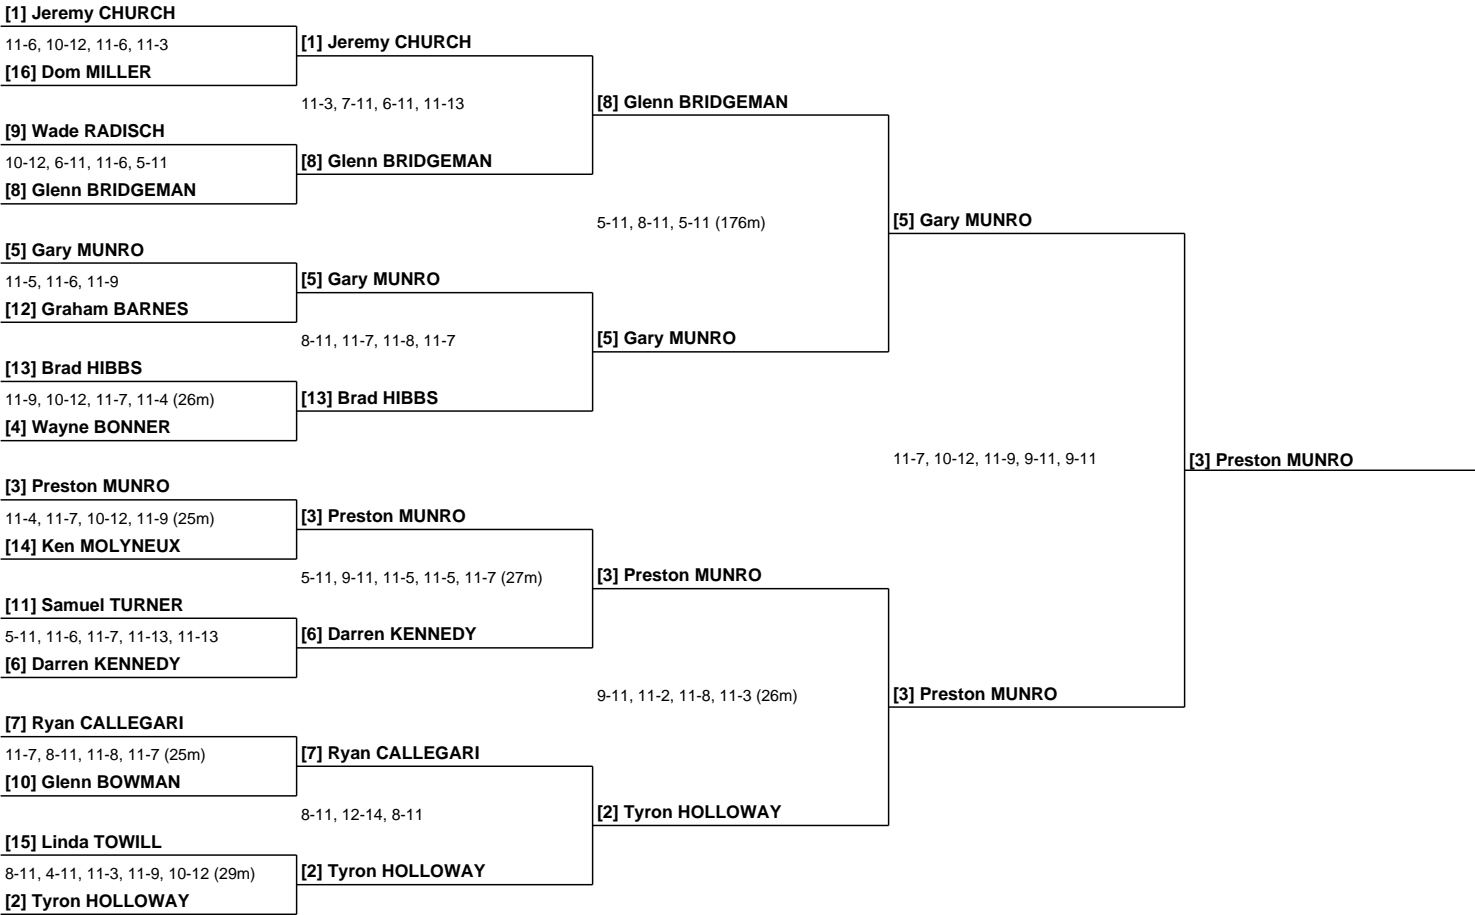 [1] Jeremy CHURCH
11-6, 10-12, 11-6, 11-3
[16] Dom MILLER
[9] Wade RADISCH
10-12, 6-11, 11-6, 5-11
[8] Glenn BRIDGEMAN
[5] Gary MUNRO
11-5, 11-6, 11-9
[12] Graham BARNES
[13] Brad HIBBS
11-9, 10-12, 11-7, 11-4 (26m)
[4] Wayne BONNER
[3] Preston MUNRO
11-4, 11-7, 10-12, 11-9 (25m)
[14] Ken MOLYNEUX
[11] Samuel TURNER
5-11, 11-6, 11-7, 11-13, 11-13
[6] Darren KENNEDY
[7] Ryan CALLEGARI
11-7, 8-11, 11-8, 11-7 (25m)
[10] Glenn BOWMAN
[15] Linda TOWILL
8-11, 4-11, 11-3, 11-9, 10-12 (29m)
[2] Tyron HOLLOWAY
[1] Jeremy CHURCH
11-3, 7-11, 6-11, 11-13
[8] Glenn BRIDGEMAN
[5] Gary MUNRO
8-11, 11-7, 11-8, 11-7
[13] Brad HIBBS
[3] Preston MUNRO
5-11, 9-11, 11-5, 11-5, 11-7 (27m)
[6] Darren KENNEDY
[7] Ryan CALLEGARI
8-11, 12-14, 8-11
[2] Tyron HOLLOWAY
[8] Glenn BRIDGEMAN
5-11, 8-11, 5-11 (176m)
[5] Gary MUNRO
[3] Preston MUNRO
9-11, 11-2, 11-8, 11-3 (26m)
[2] Tyron HOLLOWAY
[5] Gary MUNRO
11-7, 10-12, 11-9, 9-11, 9-11
[3] Preston MUNRO
[3] Preston MUNRO